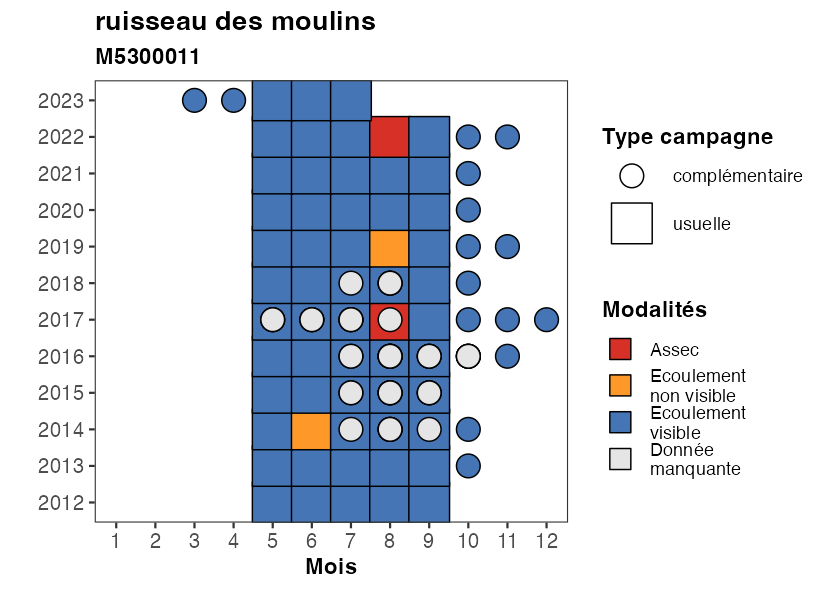 ruisseau des moulins
M5300011
2023
2022
2021
2020
2019
2018
2017
2016
2015
2014
2013
2012
1 2 3 4 5 6 7 8 9 10 11 12
Mois
Type campagne
complémentaire
usuelle
Modalités
Assec
Ecoulement
non visible
Ecoulement
visible
Donnée
manquante